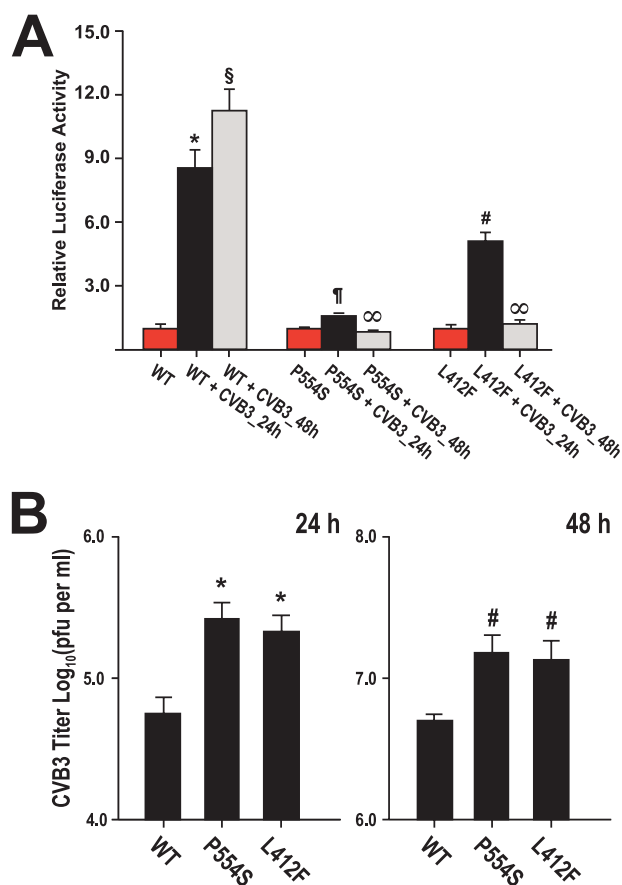 A
Relative Luciferase Activity
15.0
12.0
9.0
6.0
3.0
*
§
¶
∞
#
∞
WT
WT + CVB3_24h
WT + CVB3_48h
P554S
P554S + CVB3_24h
P554S + CVB3_48h
L412F
L412F + CVB3_24h
L412F + CVB3_48h
B
CVB3 Titer Log10(pfu per ml)
24 h
6.0
5.0
4.0
*
*
WT
P554S
L412F
48 h
8.0
7.0
6.0
#
#
WT
P554S
L412F